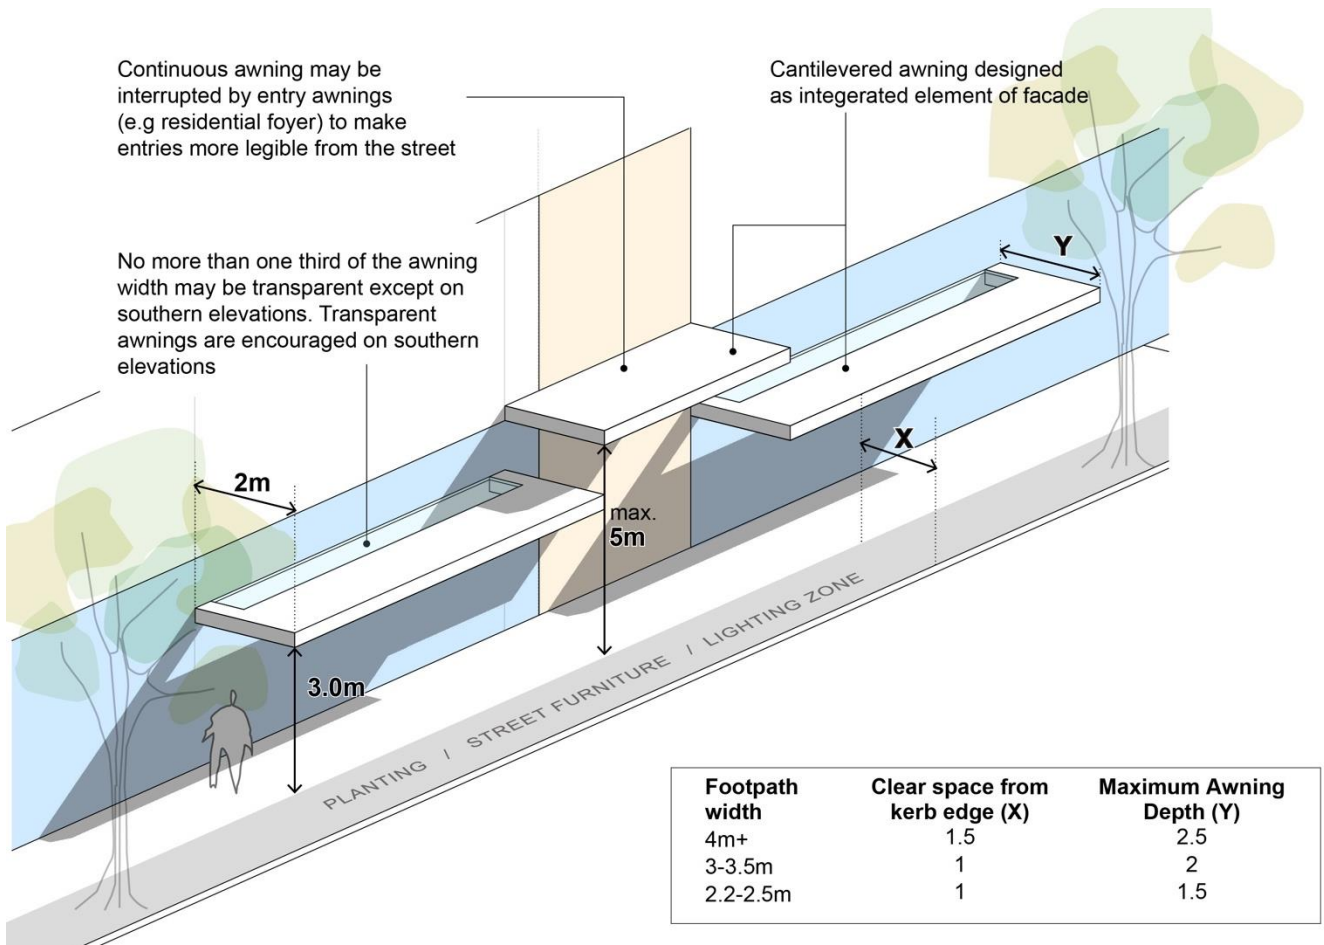 Continuous awning may be
interrupted by entry awnings
(e.g residential foyer) to make
entries more legible from the street
Cantilevered awning designed
as integerated element of facade
No more than one third of the awning
width may be transparent except on
southern elevations. Transparent
awnings are encouraged on southern
elevations
Y
X
2m
max.
5m
3.0m
PLANTING / STREET FURNITURE / LIGHTING ZONE
Footpath width Clear space from kerb edge (X) Maximum Awning Depth (Y)
4m+ 1.5 2.5
3-3.5m 1 2
2.2-2.5m 1 1.5